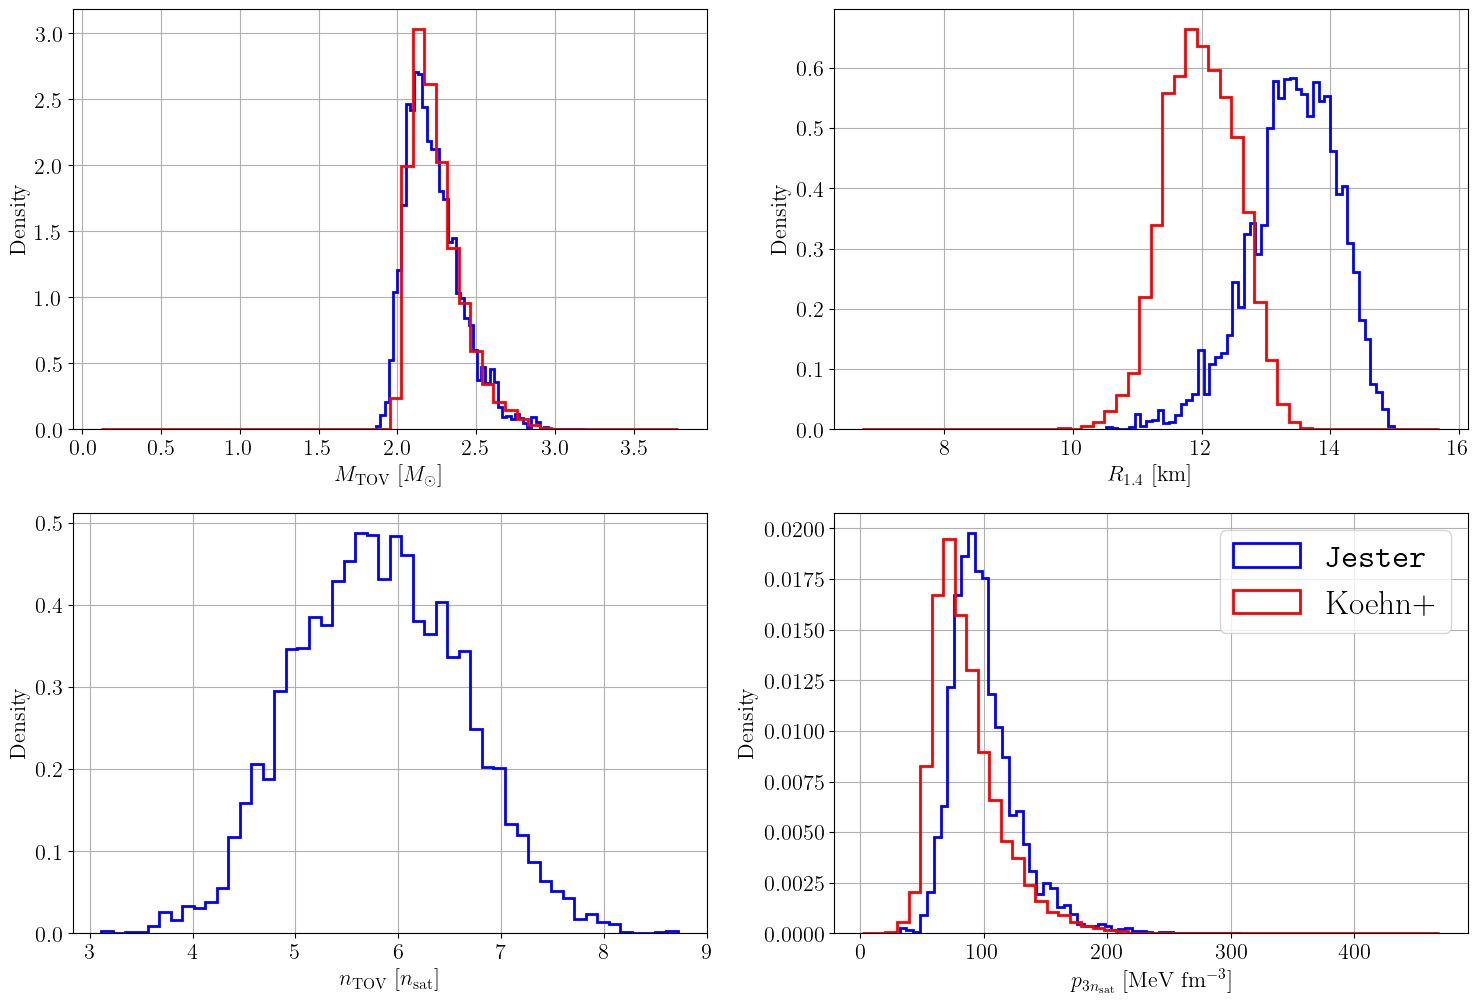 3.0
2.5
2.0
1.5
1.0
0.5
0.0
Density
0.0 0.5 1.0 1.5 2.0 2.5 3.0 3.5
M_TOV [M_⊙]
0.6
0.5
0.4
0.3
0.2
0.1
0.0
Density
8 10 12 14 16
R_1.4 [km]
0.5
0.4
0.3
0.2
0.1
0.0
Density
3 4 5 6 7 8 9
n_TOV [n_sat]
0.0200
0.0175
0.0150
0.0125
0.0100
0.0075
0.0050
0.0025
0.0000
Density
Jester
Koehn+
0 100 200 300 400
p_3n_sat [MeV fm⁻³]